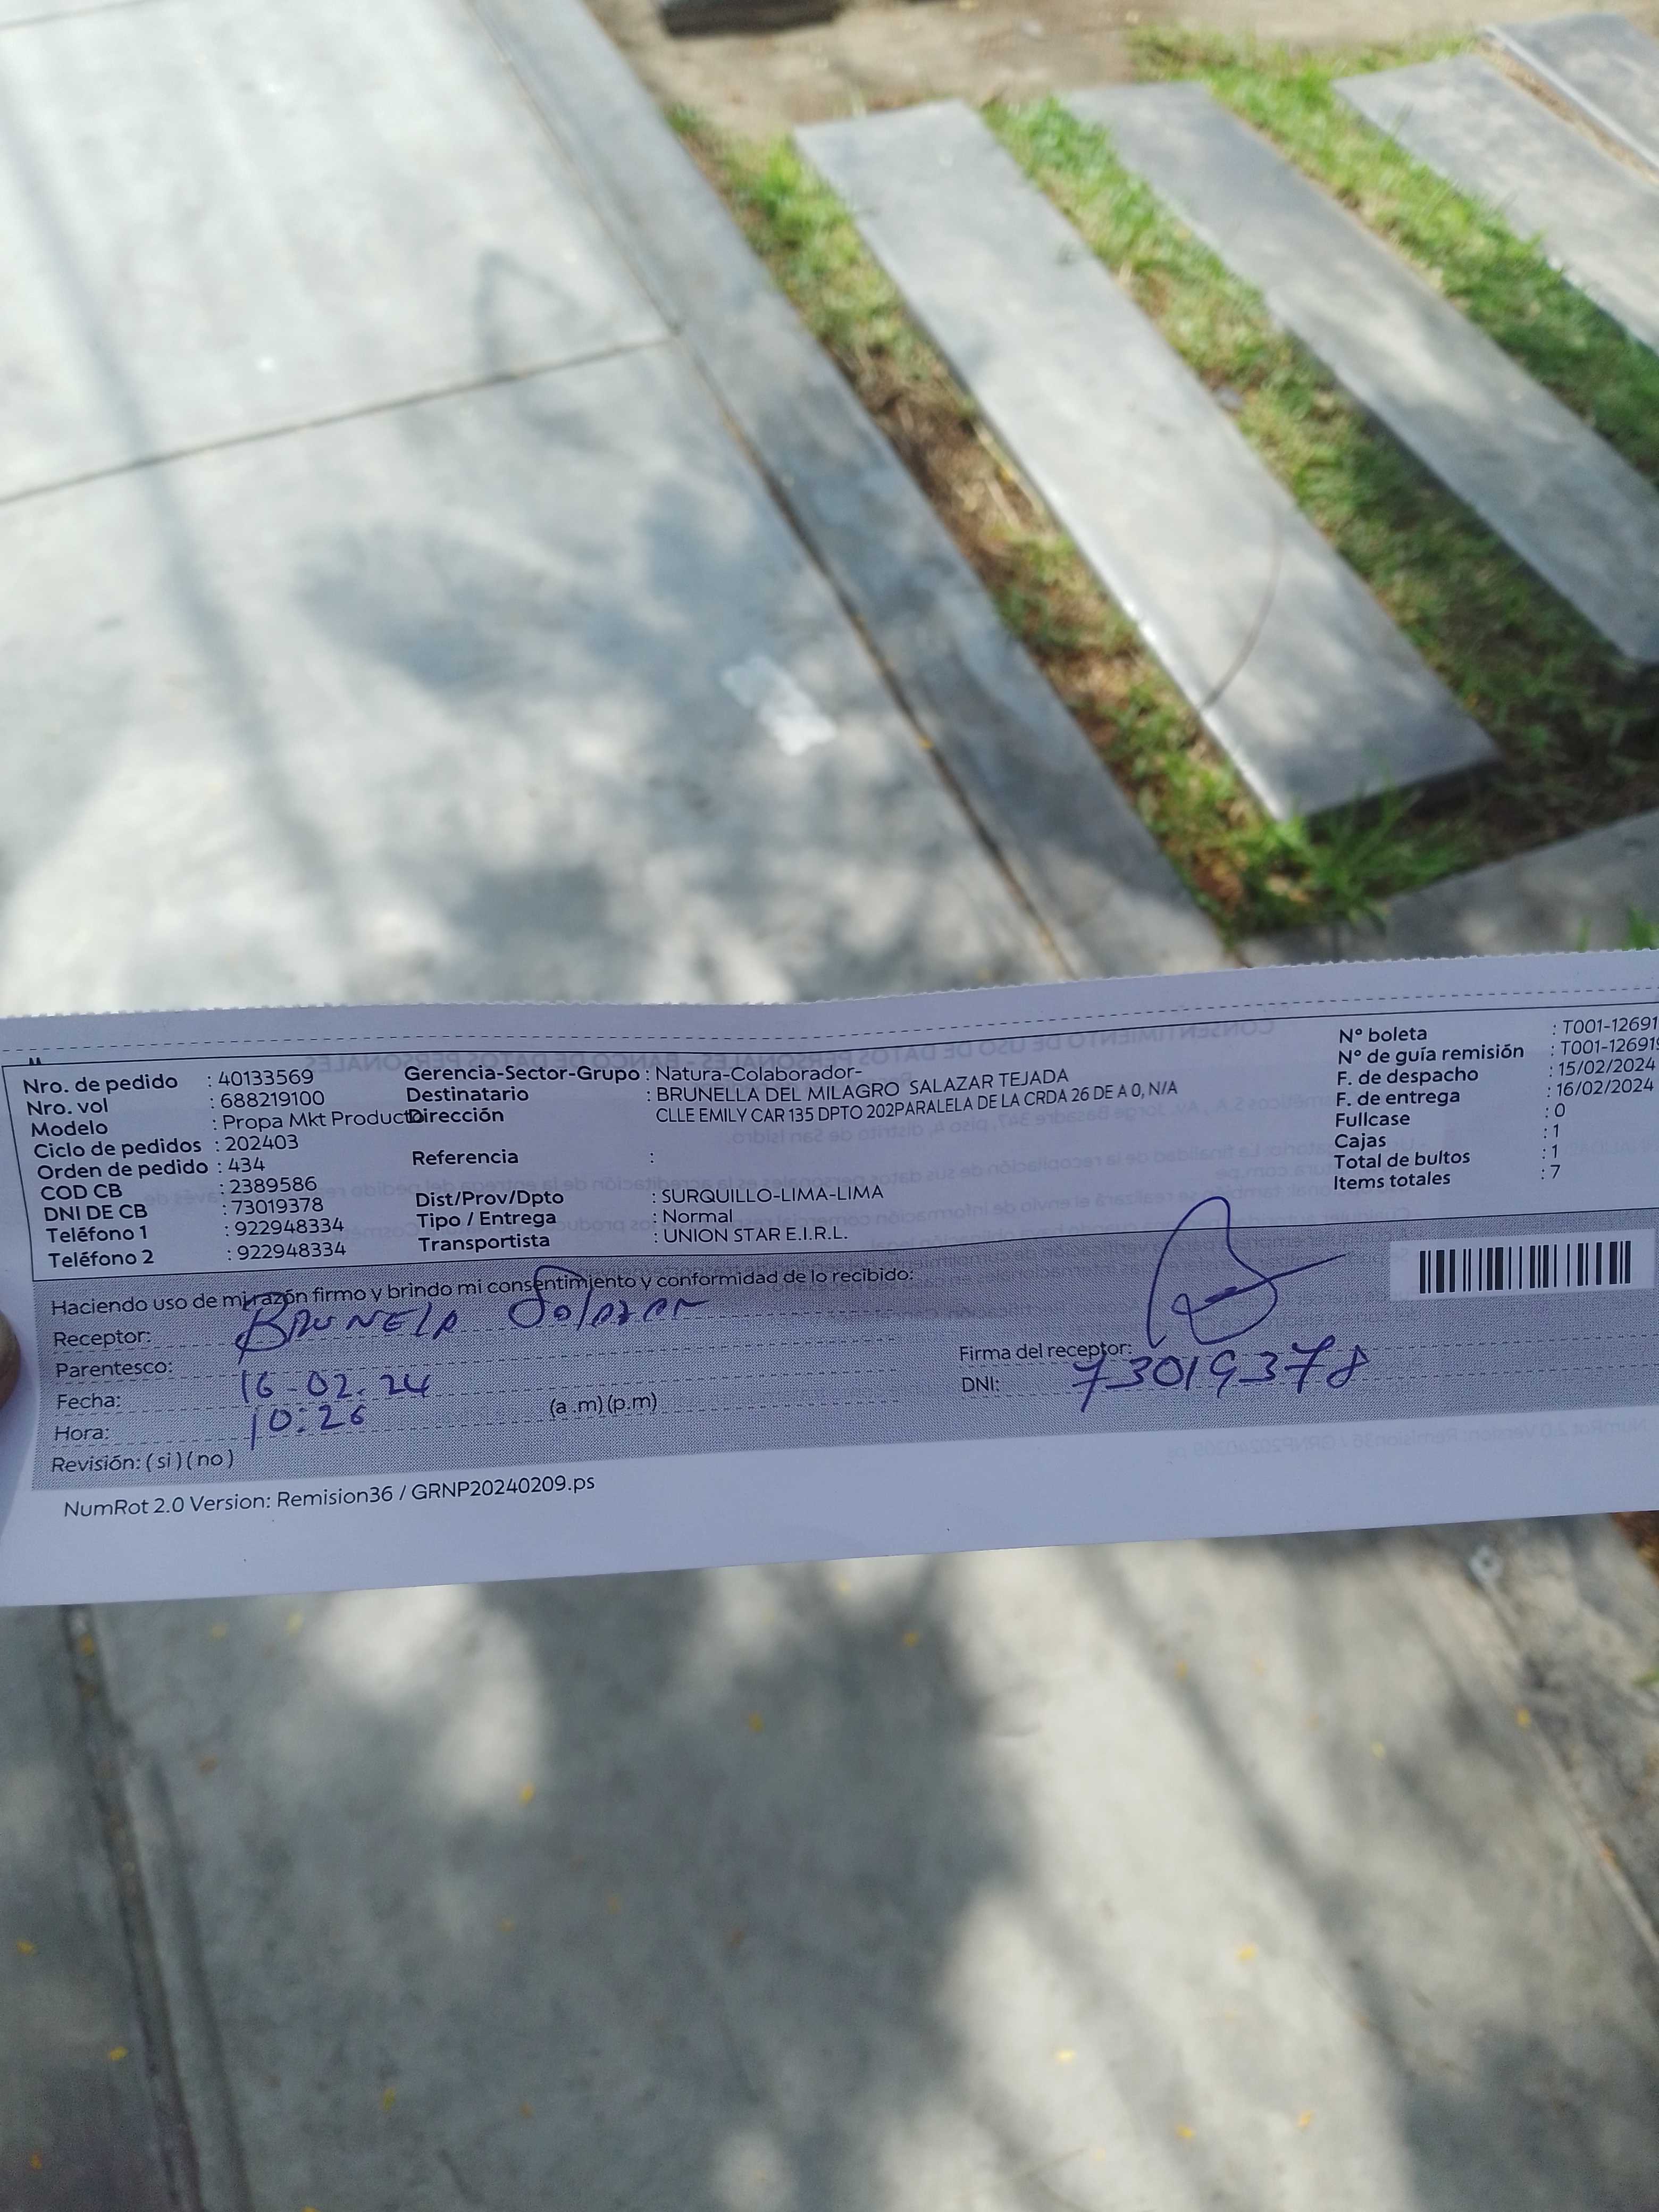 Nro. de pedido : 40133569
Nro. vol : 688219100
Modelo : Propa Mkt Producto
Ciclo de pedidos : 202403
Orden de pedido : 434
COD CB : 2389586
DNI DE CB : 73019378
Teléfono 1 : 922948334
Teléfono 2 : 922948334
Gerencia-Sector-Grupo : Natura-Colaborador-
Destinatario : BRUNELLA DEL MILAGRO SALAZAR TEJADA
Dirección CLLE EMILY CAR 135 DPTO 202PARALELA DE LA CRDA 26 DE A 0, N/A
Referencia :
Dist/Prov/Dpto : SURQUILLO-LIMA-LIMA
Tipo / Entrega : Normal
Transportista : UNION STAR E.I.R.L.
N° boleta : T001-12691
N° de guía remisión : T001-126919
F. de despacho : 15/02/2024
F. de entrega : 16/02/2024
Fullcase : 0
Cajas : 1
Total de bultos : 1
Items totales : 7
Haciendo uso de mi razón firmo y brindo mi consentimiento y conformidad de lo recibido:
Receptor: BRUNELA Salazar
Parentesco:
Fecha: 16-02.24
Hora: 10:26 (a .m) (p.m)
Revisión: ( si ) ( no )
Firma del receptor:
DNI: 73019378
NumRot 2.0 Version: Remision36 / GRNP20240209.ps